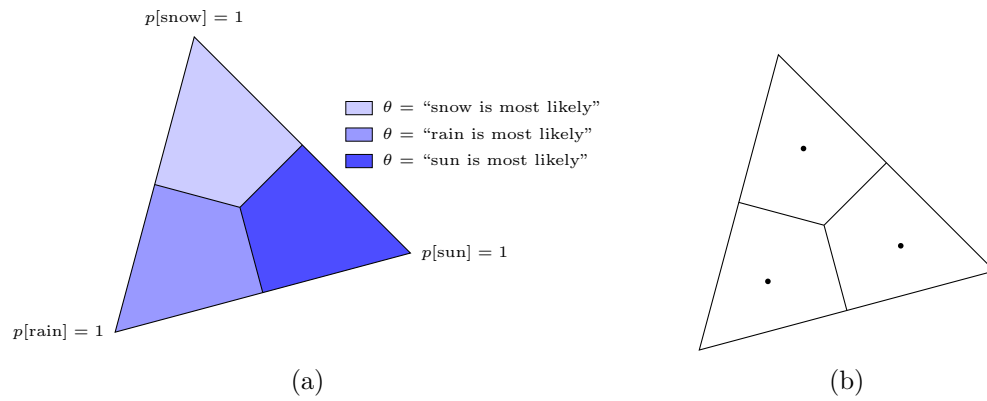 p[snow] = 1
θ = “snow is most likely”
θ = “rain is most likely”
θ = “sun is most likely”
p[sun] = 1
p[rain] = 1
(a)
(b)